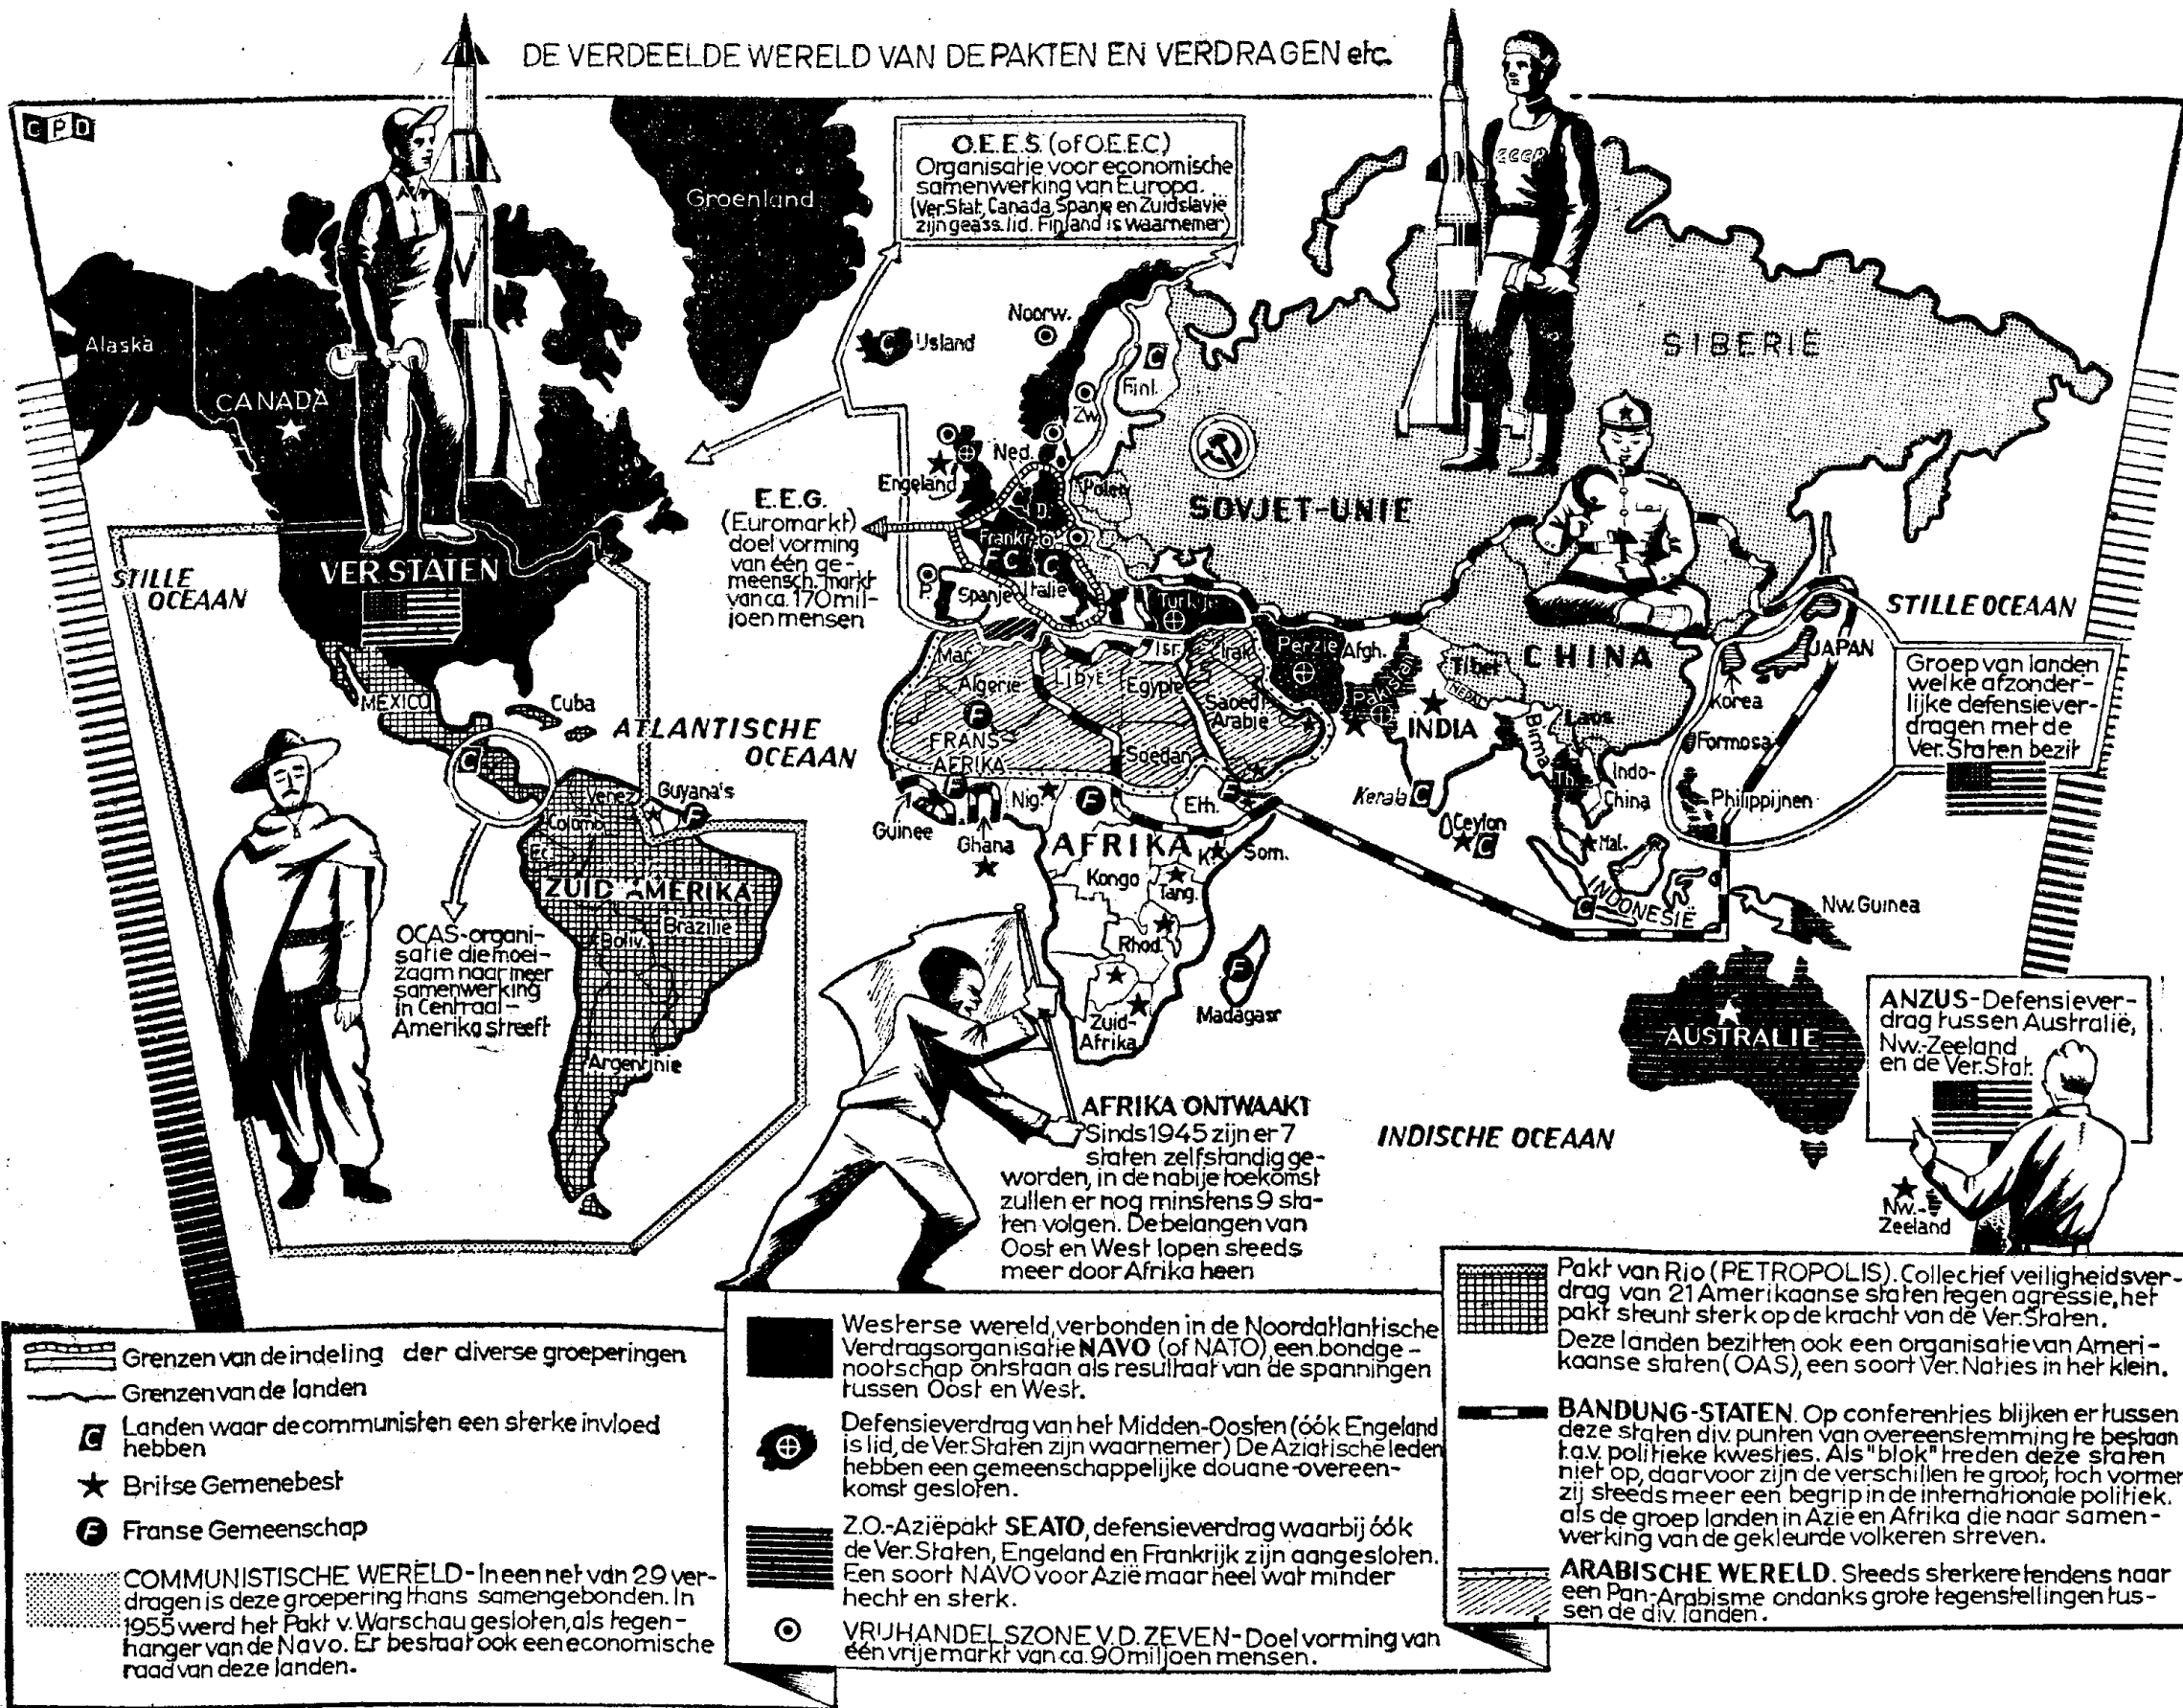 DE VERDEELDE WERELD VAN DE PAKTEN EN VERDRAGEN etc.
CPD
O.E.E.S. (of O.E.E.C)
Organisatie voor economische
samenwerking van Europa.
(Ver.Stat, Canada, Spanje en Zuidslavië
zijn geass. lid. Finland is waarnemer)
Groenland
Alaska
CANADA
VER. STATEN
STILLE
OCEAAN
MEXICO
Cuba
ATLANTISCHE
OCEAAN
Venez.
Guyana's
F
Colomb.
Ec.
ZUID AMERIKA
Brazilië
Boliv.
Argentinië
C
OCAS-organi-
satie die moei-
zaam naar meer
samenwerking
in Centraal-
Amerika streeft
E.E.G.
(Euromarkt)
doel vorming
van één ge-
meensch. markt
van ca. 170 mil-
joen mensen
C
IJsland
Noorw.
Zw.
C
Finl.
Ned.
Engeland
Polen
D.
Frankr.
F C
C
P.
Spanje
Italië
Turkije
CCCP
SIBERIË
SOVJET-UNIE
CHINA
Tibet
NEPAL
STILLE OCEAAN
JAPAN
Korea
Formosa
Philippijnen
Groep van landen
welke afzonder-
lijke defensiever-
dragen met de
Ver. Staten bezit
Mar.
Algerie
F
Libye
Egypte
Isr.
Irak
Saoedi
Arabië
Perzië
Afgh.
Pakistan
INDIA
Birma
Laos
Th.
Indo-
China
FRANS
AFRIKA
Soedan
F
Nig.
F
Eth.
F
Guinee
Ghana
AFRIKA
K.
Som.
Kongo
Tang.
Rhod.
Zuid-
Afrika
F
Madagasr
Kerala C
Ceylon
C
Mal.
INDONESIË
C
Nw. Guinea
AUSTRALIE
INDISCHE OCEAAN
ANZUS-Defensiever-
drag tussen Australië,
Nw.-Zeeland
en de Ver.Stat.
Nw.-
Zeeland
AFRIKA ONTWAAKT
Sinds 1945 zijn er 7
staten zelfstandig ge-
worden, in de nabije toekomst
zullen er nog minstens 9 sta-
ten volgen. De belangen van
Oost en West lopen steeds
meer door Afrika heen
Grenzen van de indeling der diverse groeperingen
Grenzen van de landen
C Landen waar de communisten een sterke invloed
hebben
Britse Gemenebest
F Franse Gemeenschap
COMMUNISTISCHE WERELD-In een net van 29 ver-
dragen is deze groepering thans samengebonden. In
1955 werd het Pakt v. Warschau gesloten, als tegen-
hanger van de Navo. Er bestaat ook een economische
raad van deze landen.
Westerse wereld, verbonden in de Noordatlantische
Verdragsorganisatie NAVO (of NATO), een bondge-
nootschap ontstaan als resultaat van de spanningen
tussen Oost en West.
Defensieverdrag van het Midden-Oosten (óók Engeland
is lid, de Ver. Staten zijn waarnemer) De Aziatische leden
hebben een gemeenschappelijke douane-overeen-
komst gesloten.
Z.O.-Aziëpakt SEATO, defensieverdrag waarbij óók
de Ver. Staten, Engeland en Frankrijk zijn aangesloten.
Een soort NAVO voor Azië maar heel wat minder
hecht en sterk.
VRIJHANDELSZONE V.D. ZEVEN-Doel vorming van
één vrije markt van ca. 90 miljoen mensen.
Pakt van Rio (PETROPOLIS). Collectief veiligheidsver-
drag van 21 Amerikaanse staten tegen agressie, het
pakt steunt sterk op de kracht van de Ver. Staten.
Deze landen bezitten ook een organisatie van Ameri-
kaanse staten (OAS), een soort Ver. Naties in het klein.
BANDUNG-STATEN. Op conferenties blijken er tussen
deze staten div. punten van overeenstemming te bestaan
t.a.v. politieke kwesties. Als "blok" treden deze staten
niet op, daarvoor zijn de verschillen te groot, toch vormen
zij steeds meer een begrip in de internationale politiek.
als de groep landen in Azië en Afrika die naar samen-
werking van de gekleurde volkeren streven.
ARABISCHE WERELD. Steeds sterkere tendens naar
een Pan-Arabisme ondanks grote tegenstellingen tus-
sen de div. landen.